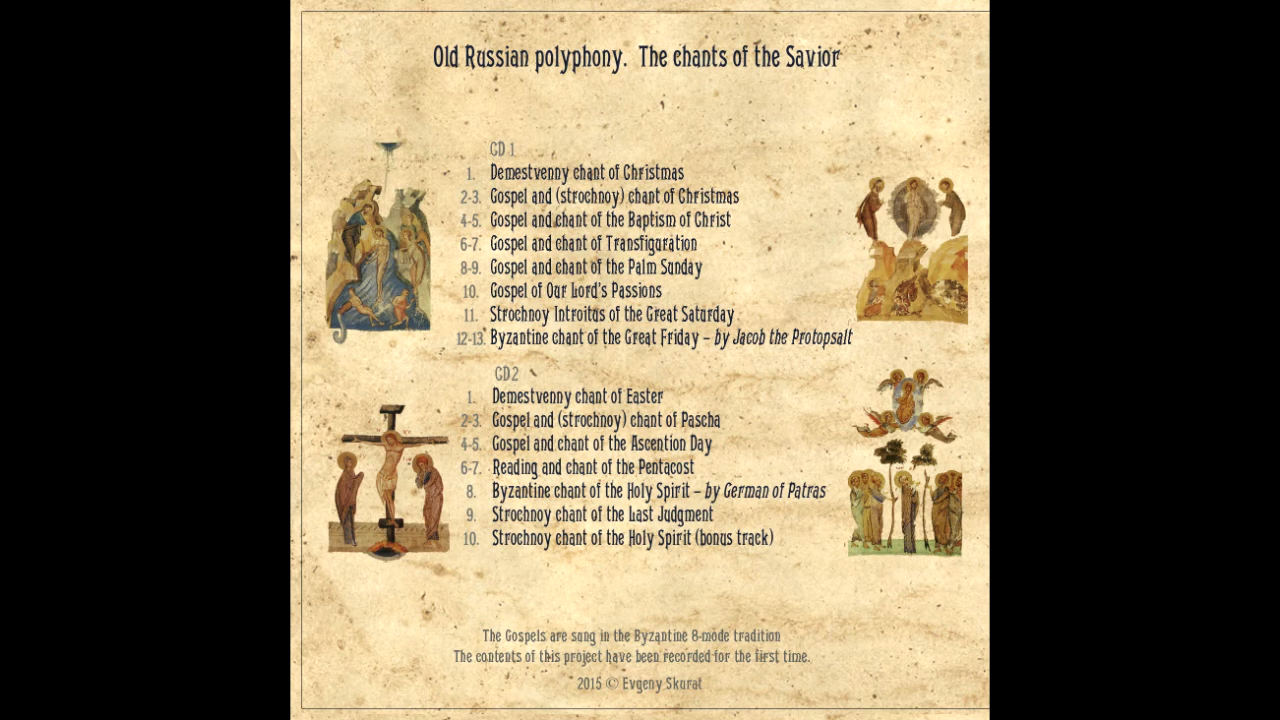 Old Russian polyphony. The chants of the Savior
CD 1
1. Demestvenny chant of Christmas
2-3. Gospel and (strochnoy) chant of Christmas
4-5. Gospel and chant of the Baptism of Christ
6-7. Gospel and chant of Transfiguration
8-9. Gospel and chant of the Palm Sunday
10. Gospel of Our Lord's Passions
11. Strochnoy Introitus of the Great Saturday
12-13. Byzantine chant of the Great Friday – by Jacob the Protopsalt
CD2
1. Demestvenny chant of Easter
2-3. Gospel and (strochnoy) chant of Pascha
4-5. Gospel and chant of the Ascention Day
6-7. Reading and chant of the Pentacost
8. Byzantine chant of the Holy Spirit – by German of Patras
9. Strochnoy chant of the Last Judgment
10. Strochnoy chant of the Holy Spirit (bonus track)
The Gospels are sung in the Byzantine 8-mode tradition
The contents of this project have been recorded for the first time.
2015 © Evgeny Skurat